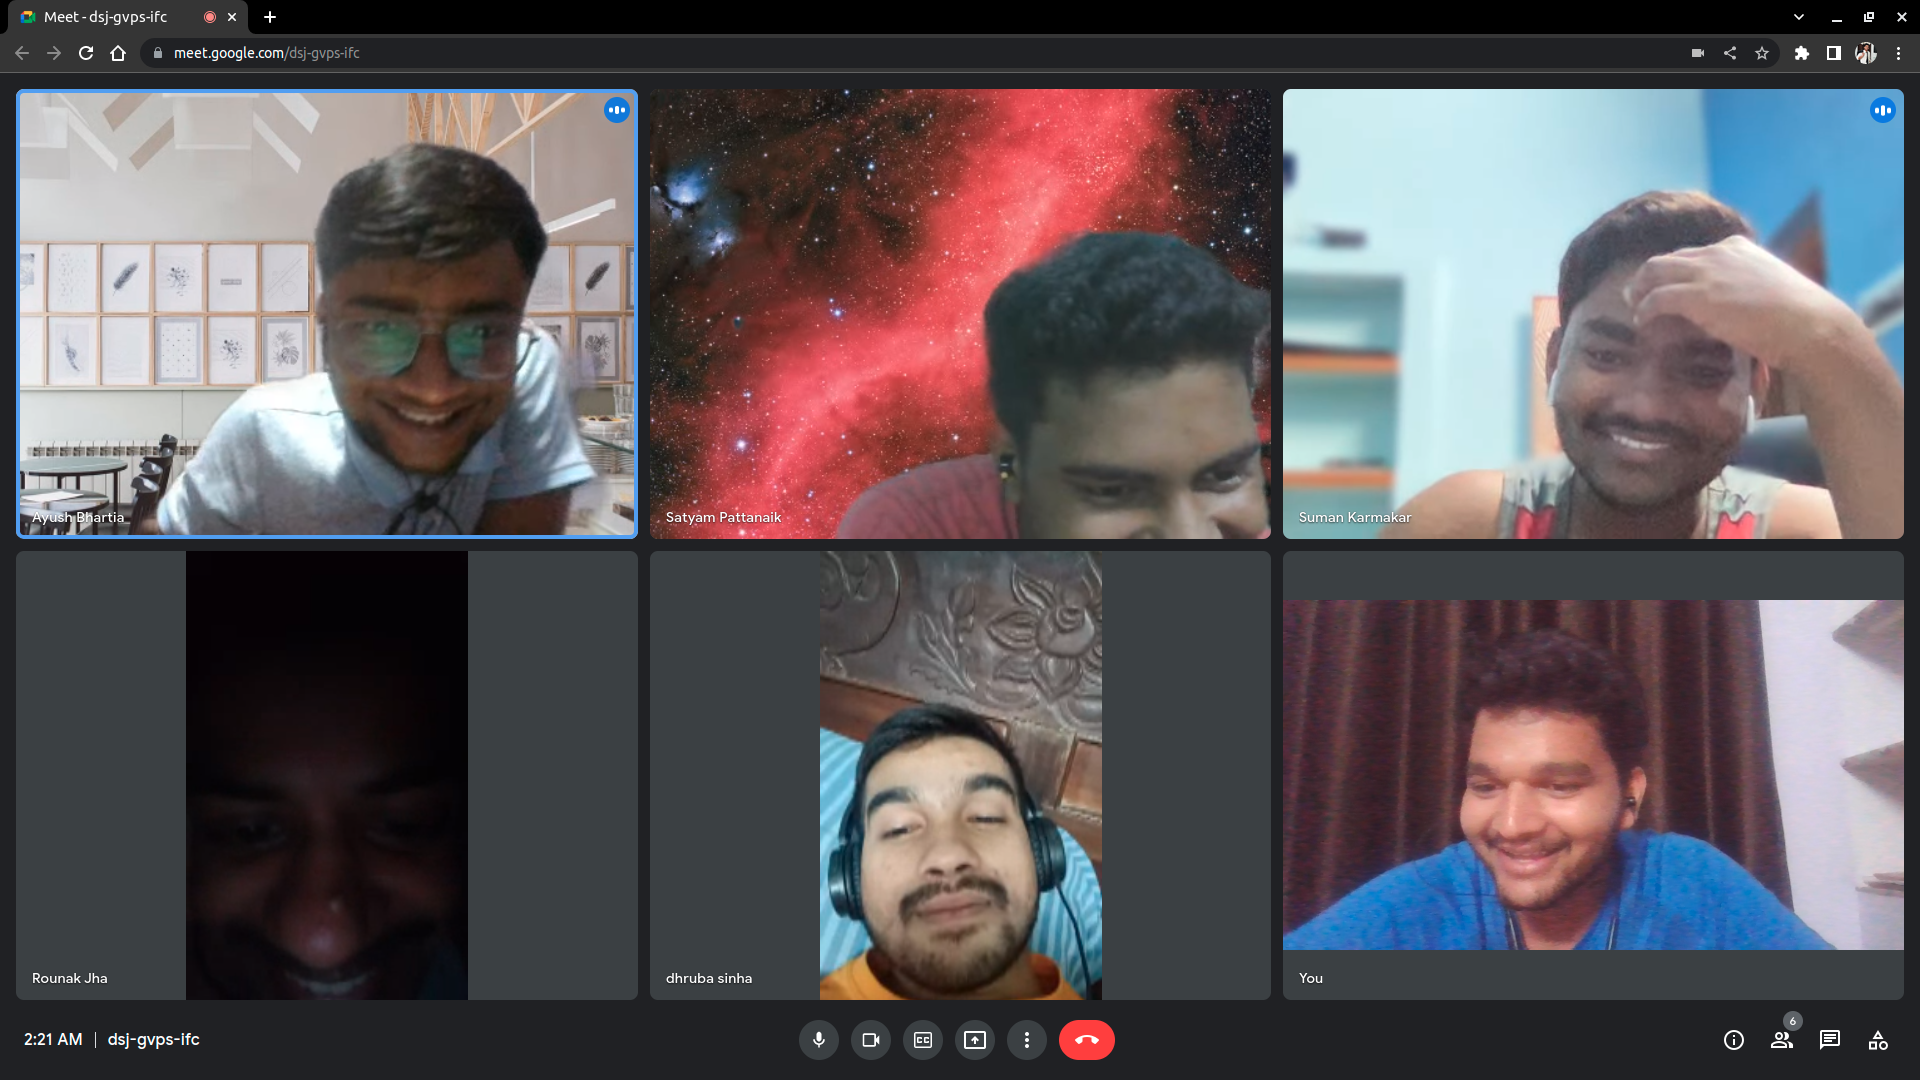 Meet - dsj-gvps-ifc
meet.google.com/dsj-gvps-ifc
Ayush Bhartia
Satyam Pattanaik
Suman Karmakar
Rounak Jha
dhruba sinha
You
2:21 AM | dsj-gvps-ifc
CC
6